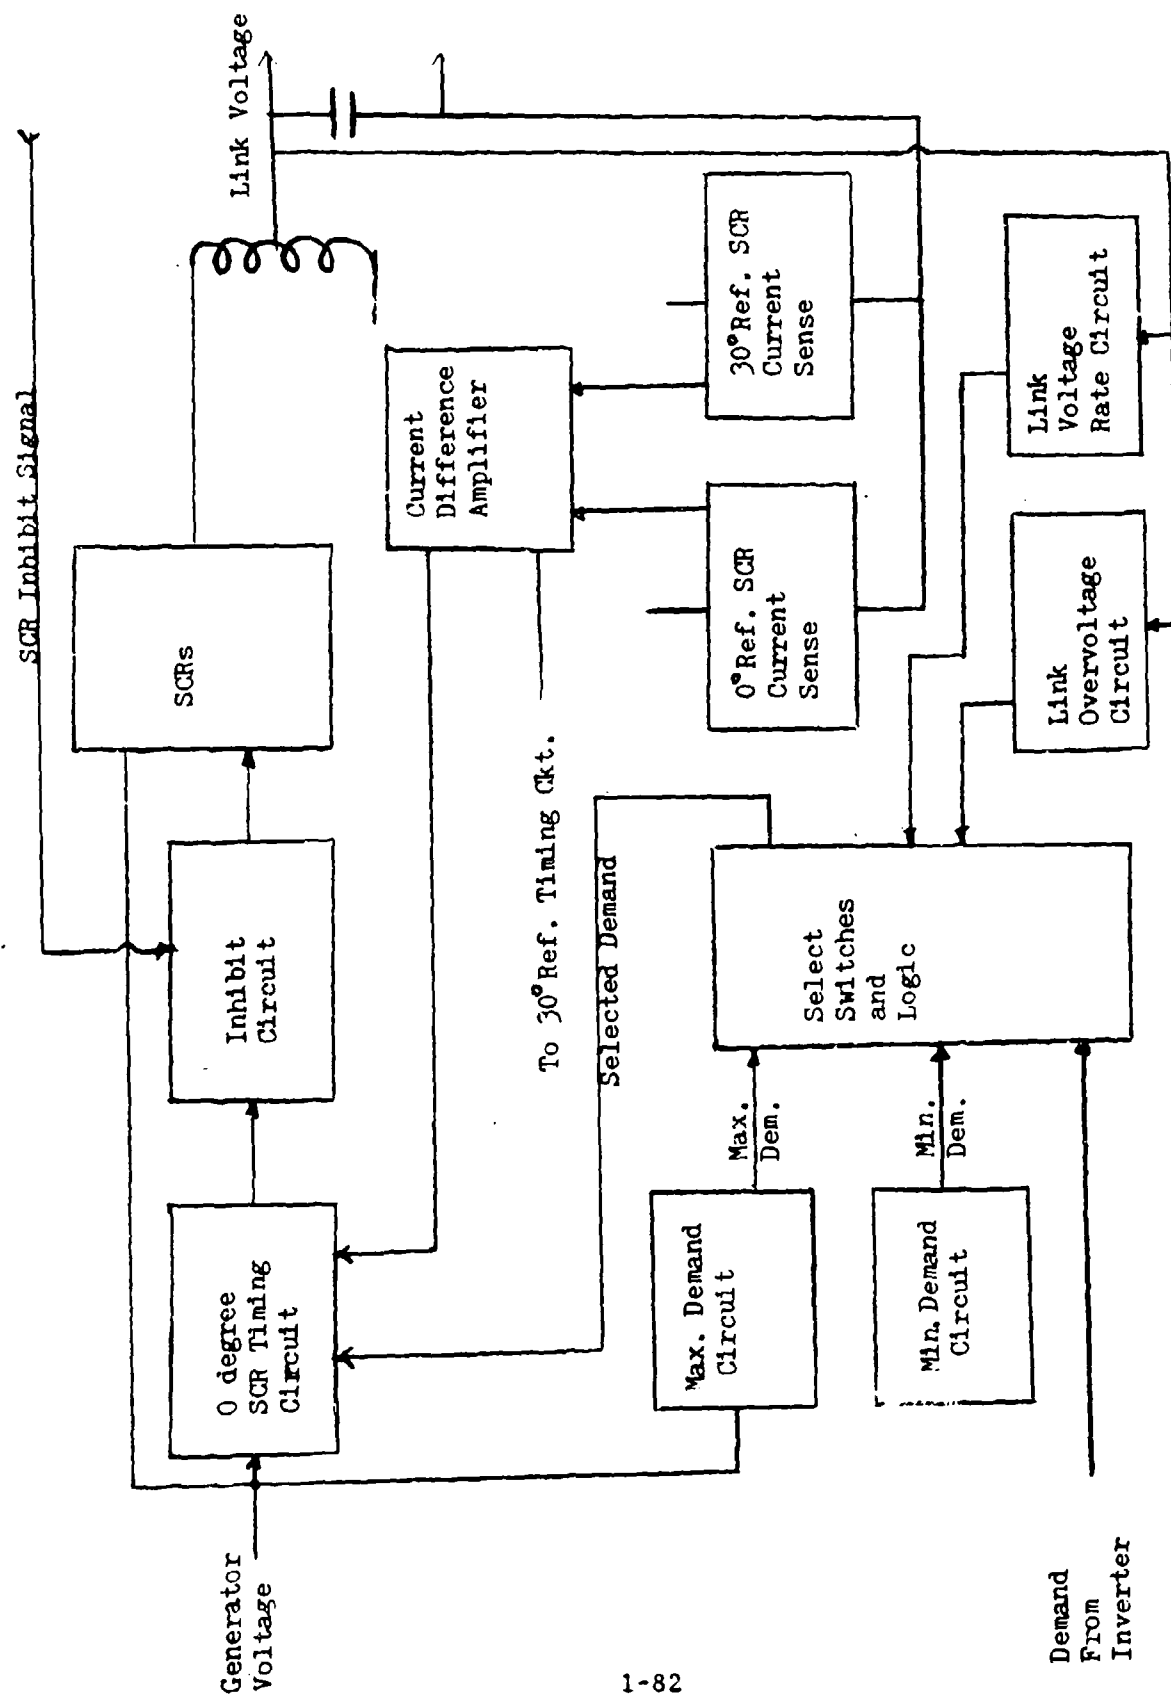 SCR Inhibit Signal
Generator
Voltage
0 degree
SCR Timing
Circuit
Inhibit
Circuit
SCRs
Link Voltage
Current
Difference
Amplifier
To 30° Ref. Timing Ckt.
Selected Demand
Max. Demand
Circuit
Max.
Dem.
Min. Demand
Circuit
Min.
Dem.
Select
Switches
and
Logic
0° Ref. SCR
Current
Sense
30° Ref. SCR
Current
Sense
Link
Overvoltage
Circuit
Link
Voltage
Rate Circuit
Demand
From
Inverter
1-82